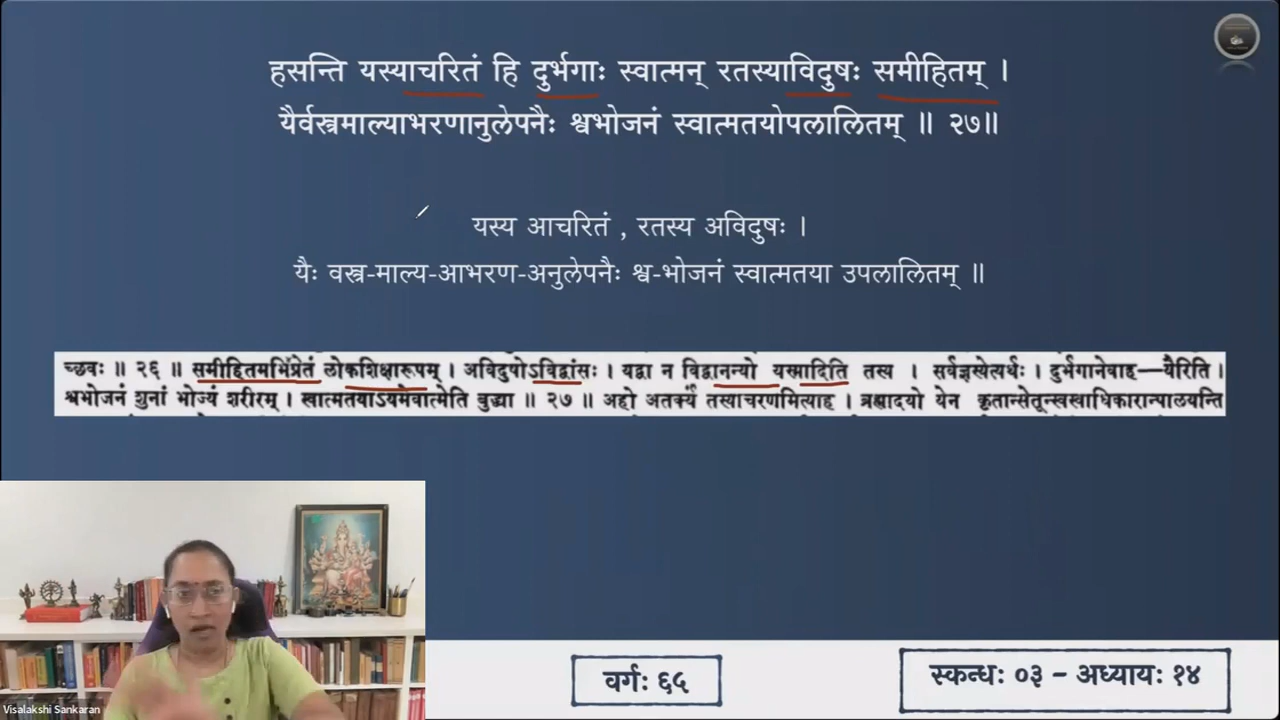 हसन्ति यस्याचरितं हि दुर्भगाः स्वात्मन् रतस्याविदुषः समीहितम् ।
यैर्वस्त्रमाल्याभरणानुलेपनैः श्वभोजनं स्वात्मतयोपलालितम् ॥ २७॥
यस्य आचरितं , रतस्य अविदुषः ।
यैः वस्त्र-माल्य-आभरण-अनुलेपनैः श्व-भोजनं स्वात्मतया उपलालितम् ॥
च्छवः ॥ २६ ॥ समीहितमभिप्रेतं लोकशिक्षारूपम् । अविदुषोऽविद्वांसः । यद्वा न विद्वानन्यो यस्मादिति तस्य । सर्वज्ञस्येत्यर्थः । दुर्भगानेवाह—यैरिति ।
श्वभोजनं शुनां भोज्यं शरीरम् । स्वात्मतयाऽयमेवात्मेति बुद्ध्या ॥ २७ ॥ अहो अतर्क्यं तस्याचरणमित्याह । ब्रह्मादयो येन कृतान्सेतून्स्वस्वाधिकारान्पालयन्ति
Visalakshi Sankaran
वर्गः ६५
स्कन्धः ०३ - अध्यायः १४